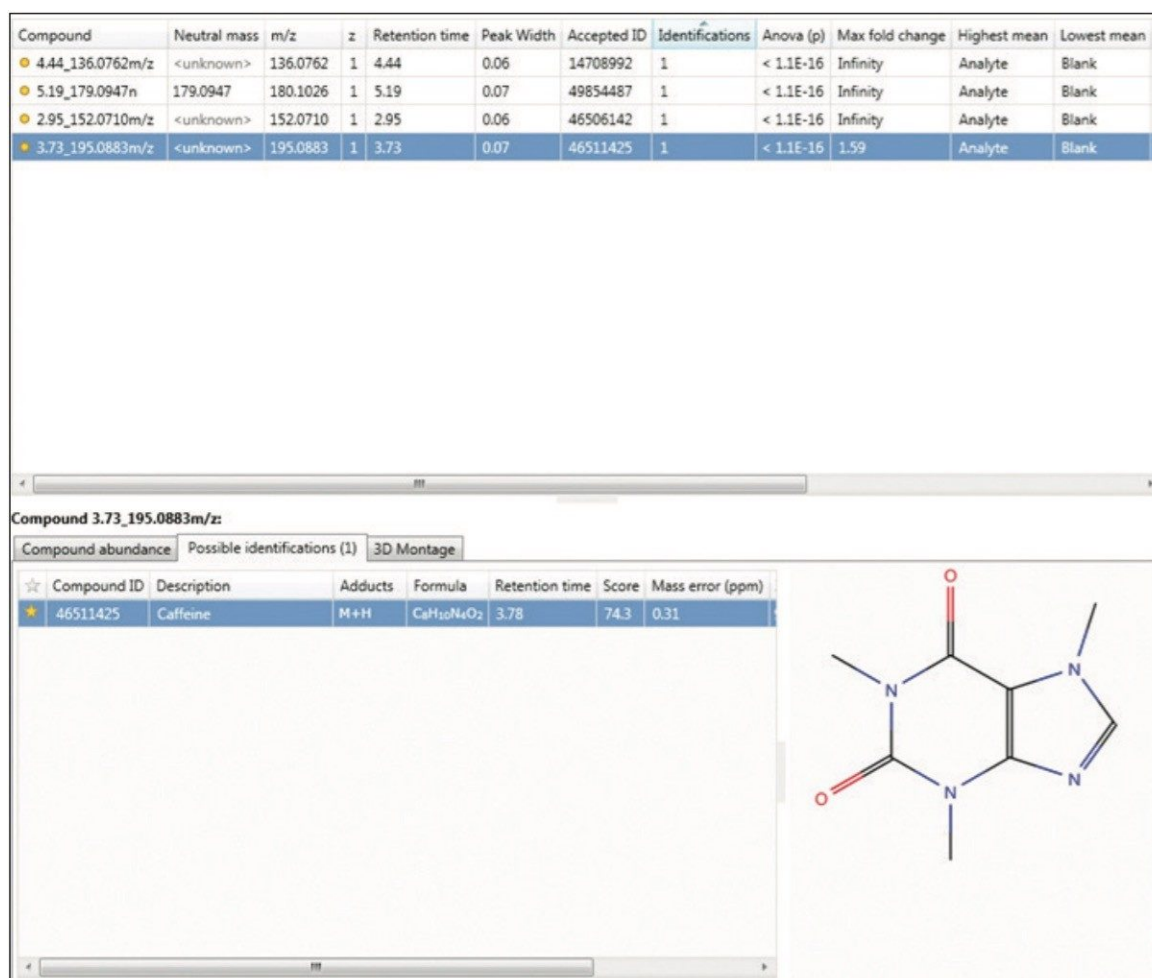 Compound Neutral mass m/z z Retention time Peak Width Accepted ID Identifications Anova (p) Max fold change Highest mean Lowest mean
4.44_136.0762m/z <unknown> 136.0762 1 4.44 0.06 14708992 1 < 1.1E-16 Infinity Analyte Blank
5.19_179.0947n 179.0947 180.1026 1 5.19 0.07 49854487 1 < 1.1E-16 Infinity Analyte Blank
2.95_152.0710m/z <unknown> 152.0710 1 2.95 0.06 46506142 1 < 1.1E-16 Infinity Analyte Blank
3.73_195.0883m/z <unknown> 195.0883 1 3.73 0.07 46511425 1 < 1.1E-16 1.59 Analyte Blank
Compound 3.73_195.0883m/z:
Compound abundance Possible identifications (1) 3D Montage
Compound ID Description Adducts Formula Retention time Score Mass error (ppm)
46511425 Caffeine M+H C₈H₁₀N₄O₂ 3.78 74.3 0.31
O
N
N
O
N
N